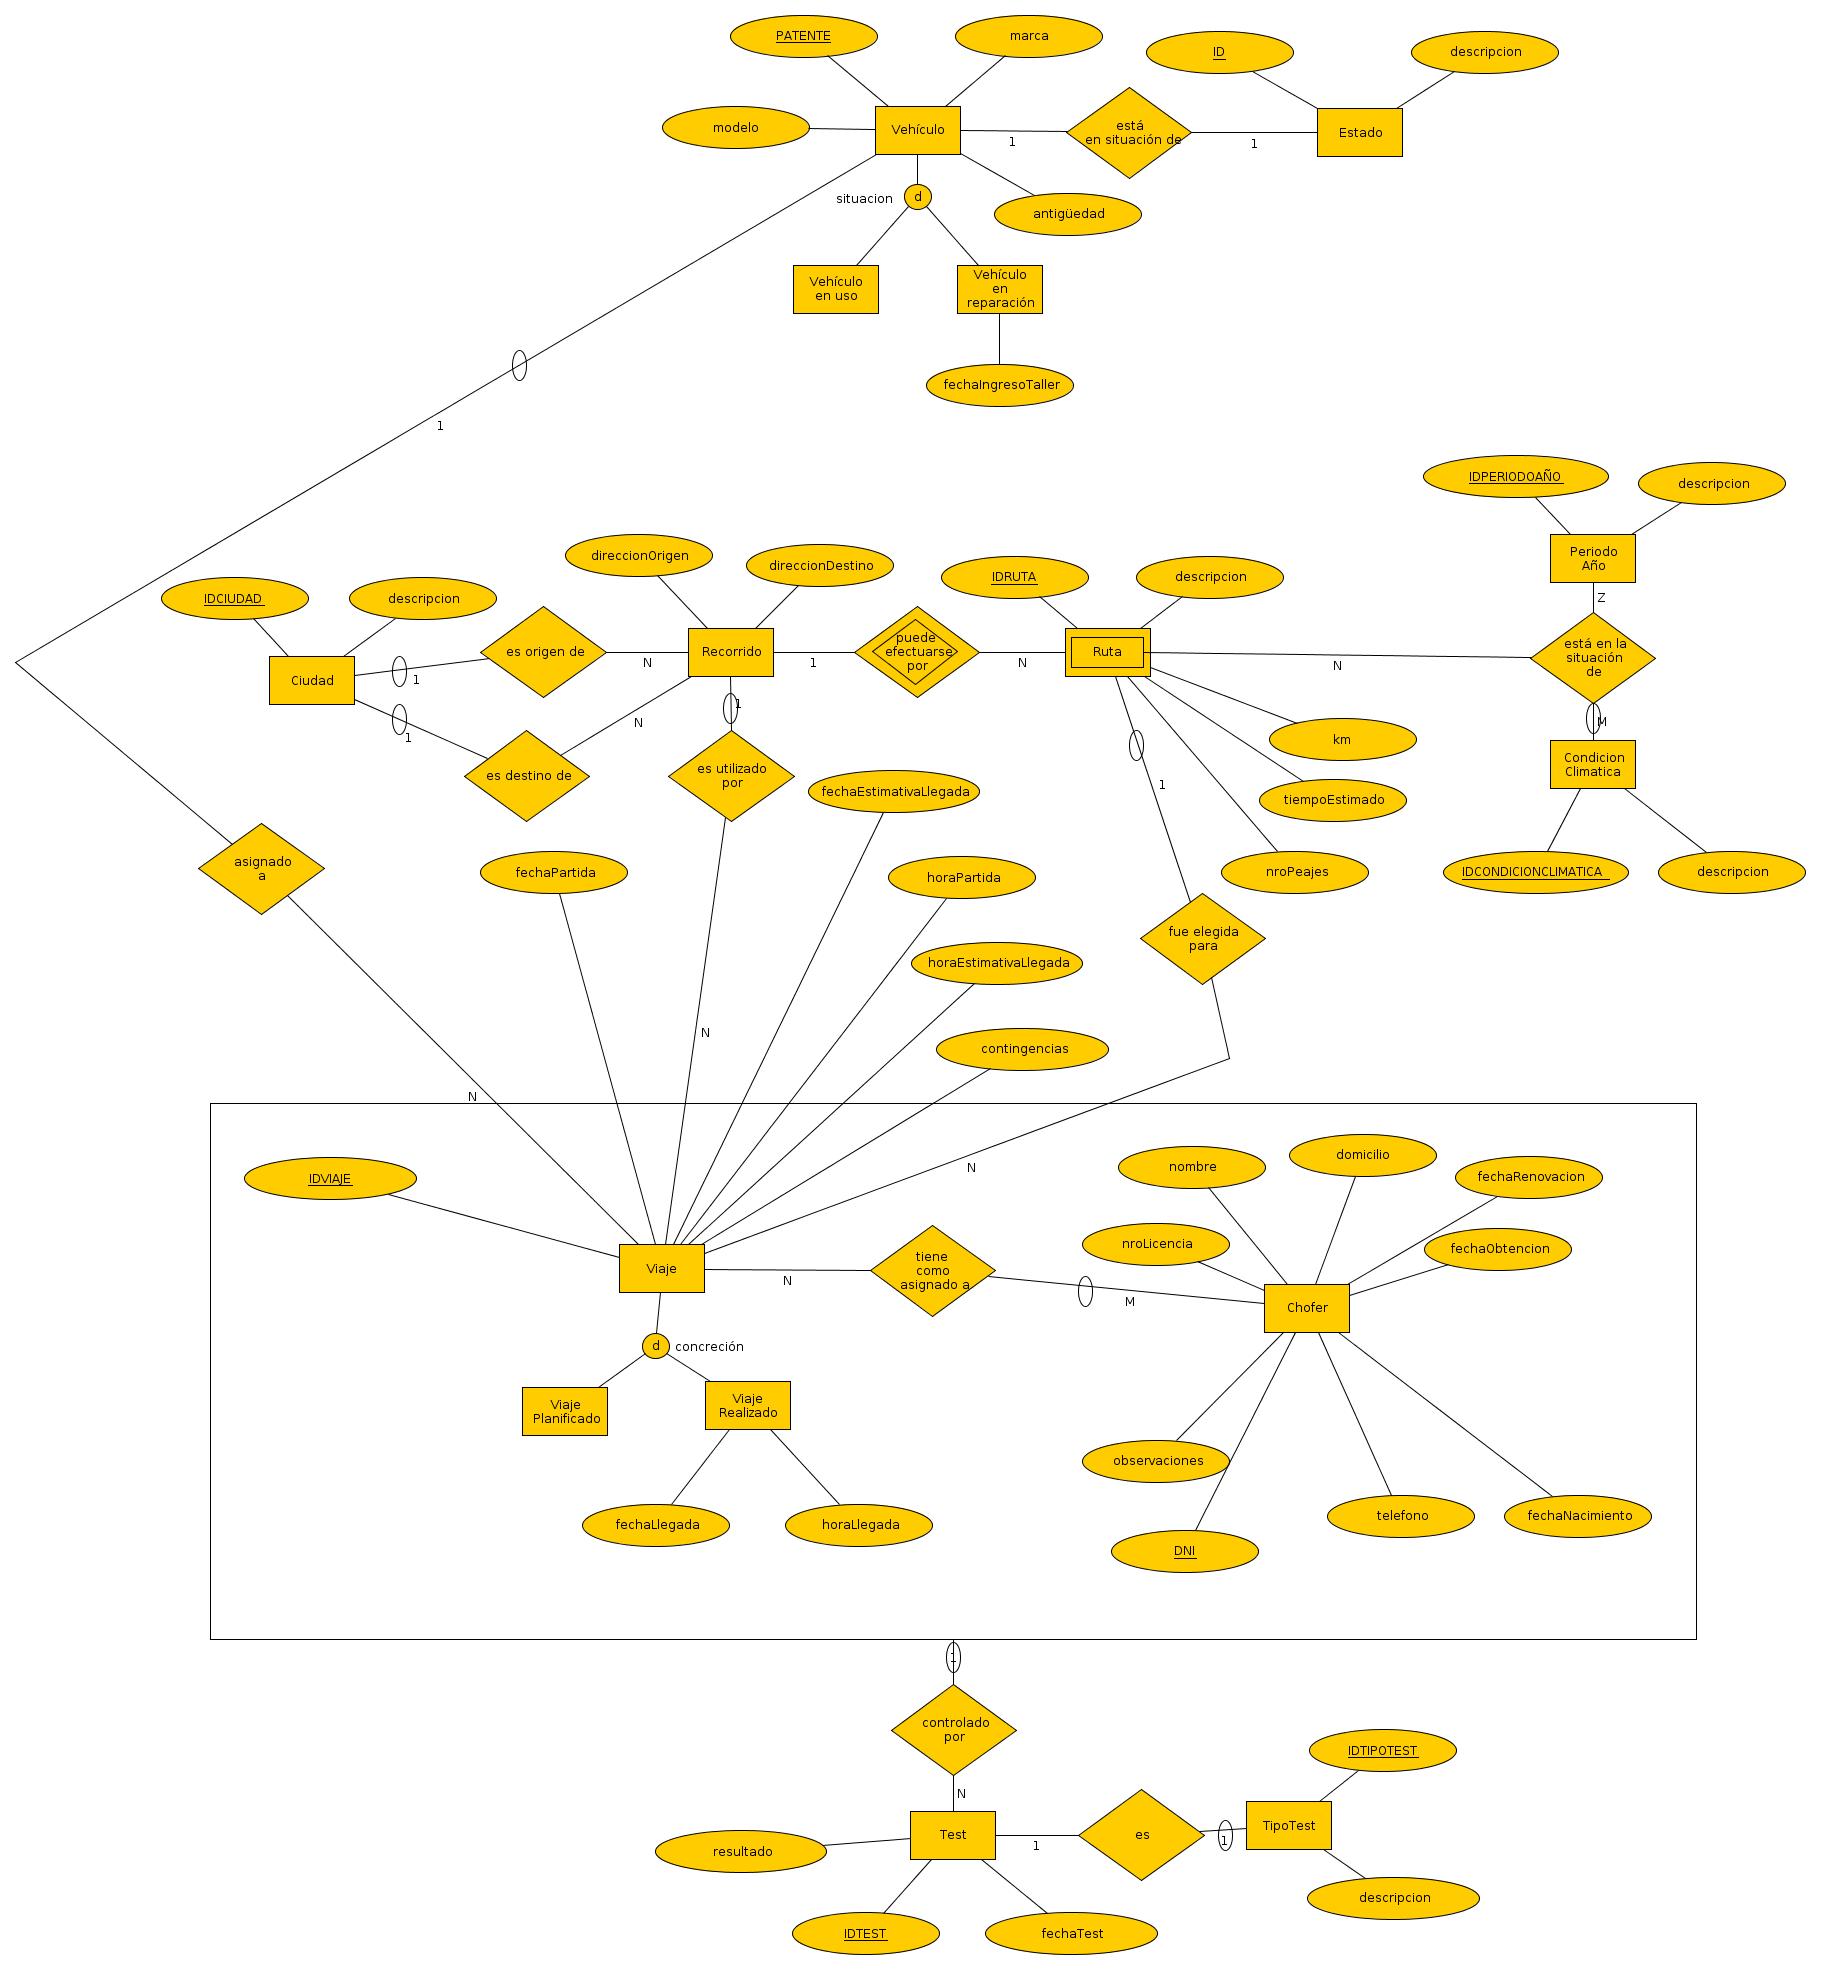 PATENTE
marca
ID
descripcion
modelo
Vehículo
está
en situación de
Estado
1
1
situacion
d
antigüedad
Vehículo
en uso
Vehículo
en
reparación
fechaIngresoTaller
1
IDPERIODOAÑO
descripcion
direccionOrigen
direccionDestino
Periodo
Año
IDCIUDAD
descripcion
IDRUTA
descripcion
Z
es origen de
Recorrido
puede
efectuarse
por
Ruta
está en la
situación
de
N
1
N
N
Ciudad
1
1
N
1
M
km
es destino de
es utilizado
por
Condicion
Climatica
fechaEstimativaLlegada
1
tiempoEstimado
asignado
a
fechaPartida
horaPartida
nroPeajes
IDCONDICIONCLIMATICA
descripcion
fue elegida
para
horaEstimativaLlegada
N
contingencias
N
IDVIAJE
N
nombre
domicilio
fechaRenovacion
nroLicencia
fechaObtencion
Viaje
tiene
como
asignado a
N
M
Chofer
d
concreción
Viaje
Planificado
Viaje
Realizado
observaciones
fechaLlegada
horaLlegada
DNI
telefono
fechaNacimiento
1
controlado
por
IDTIPOTEST
N
Test
1
es
1
TipoTest
resultado
descripcion
IDTEST
fechaTest